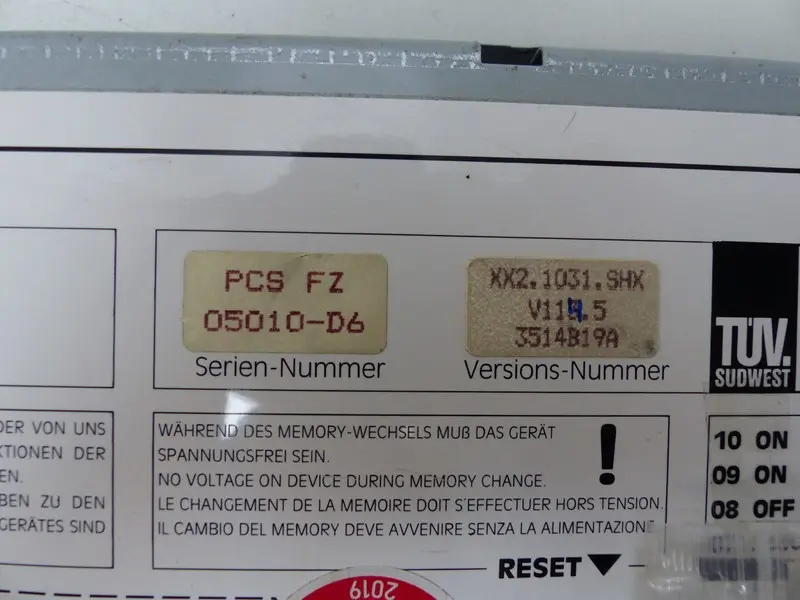 PCS FZ
05010-D6
Serien-Nummer
XX2.1031.SHX
V114.5
3514B19A
Versions-Nummer
TÜV.
SÜDWEST
DER VON UNS
KTIONEN DER
EN.
BEN ZU DEN
GERÄTES SIND
WÄHREND DES MEMORY-WECHSELS MUß DAS GERÄT
SPANNUNGSFREI SEIN.
NO VOLTAGE ON DEVICE DURING MEMORY CHANGE.
LE CHANGEMENT DE LA MEMOIRE DOIT S'EFFECTUER HORS TENSION.
IL CAMBIO DEL MEMORY DEVE AVVENIRE SENZA LA ALIMENTAZIONE
!
10 ON
09 ON
08 OFF
RESET
2019